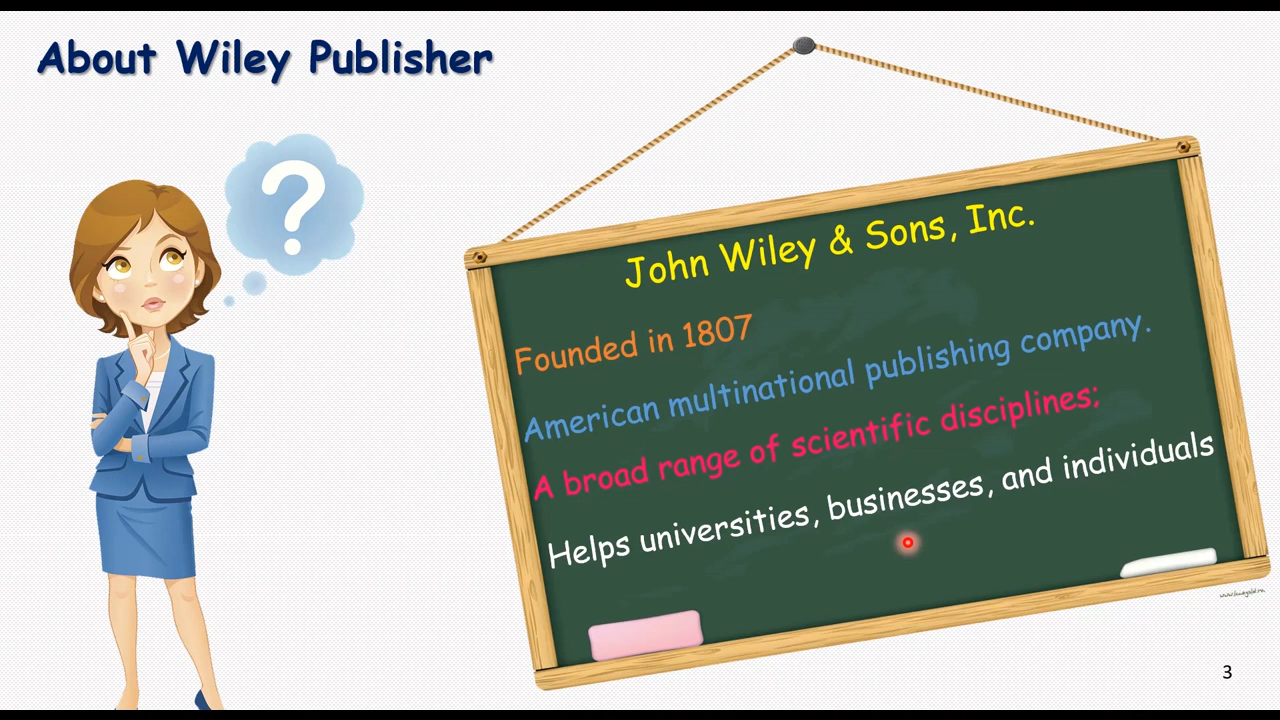 About Wiley Publisher
?
John Wiley & Sons, Inc.
Founded in 1807
American multinational publishing company.
A broad range of scientific disciplines;
Helps universities, businesses, and individuals
3